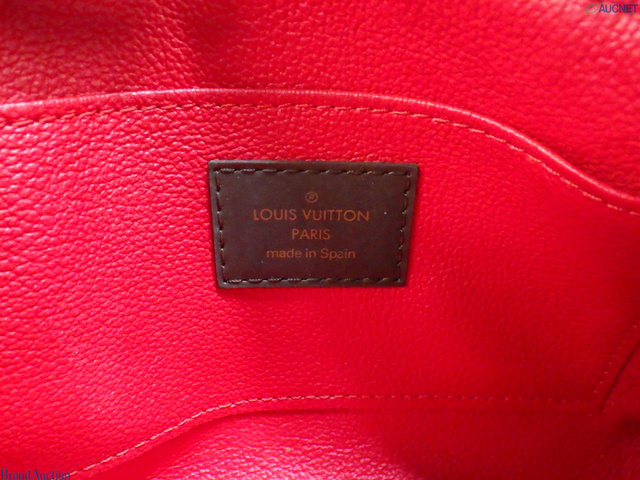 AUCNET
®
LOUIS VUITTON
PARIS
made in Spain
Brand Auction